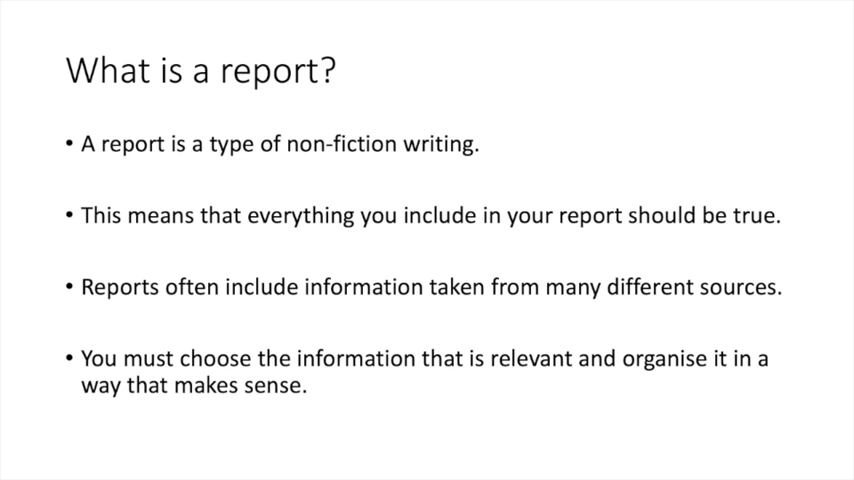 What is a report?
• A report is a type of non-fiction writing.
• This means that everything you include in your report should be true.
• Reports often include information taken from many different sources.
• You must choose the information that is relevant and organise it in a
way that makes sense.